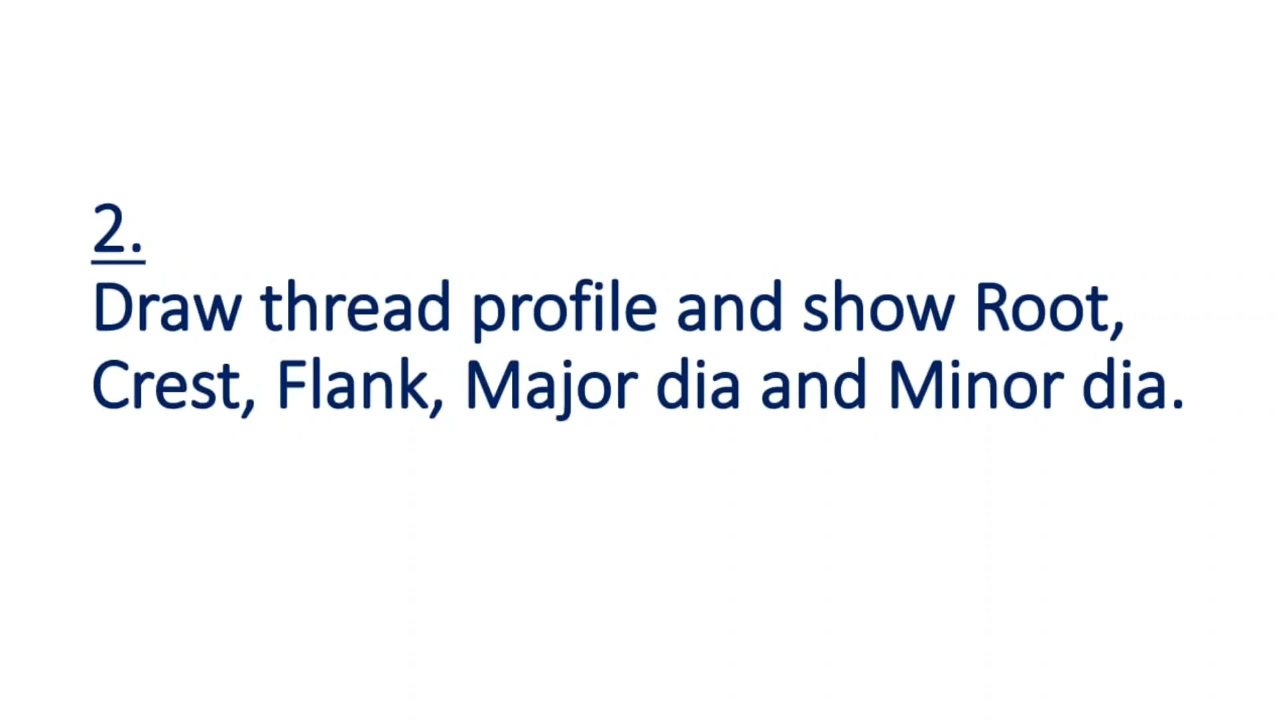 2.
Draw thread profile and show Root,
Crest, Flank, Major dia and Minor dia.